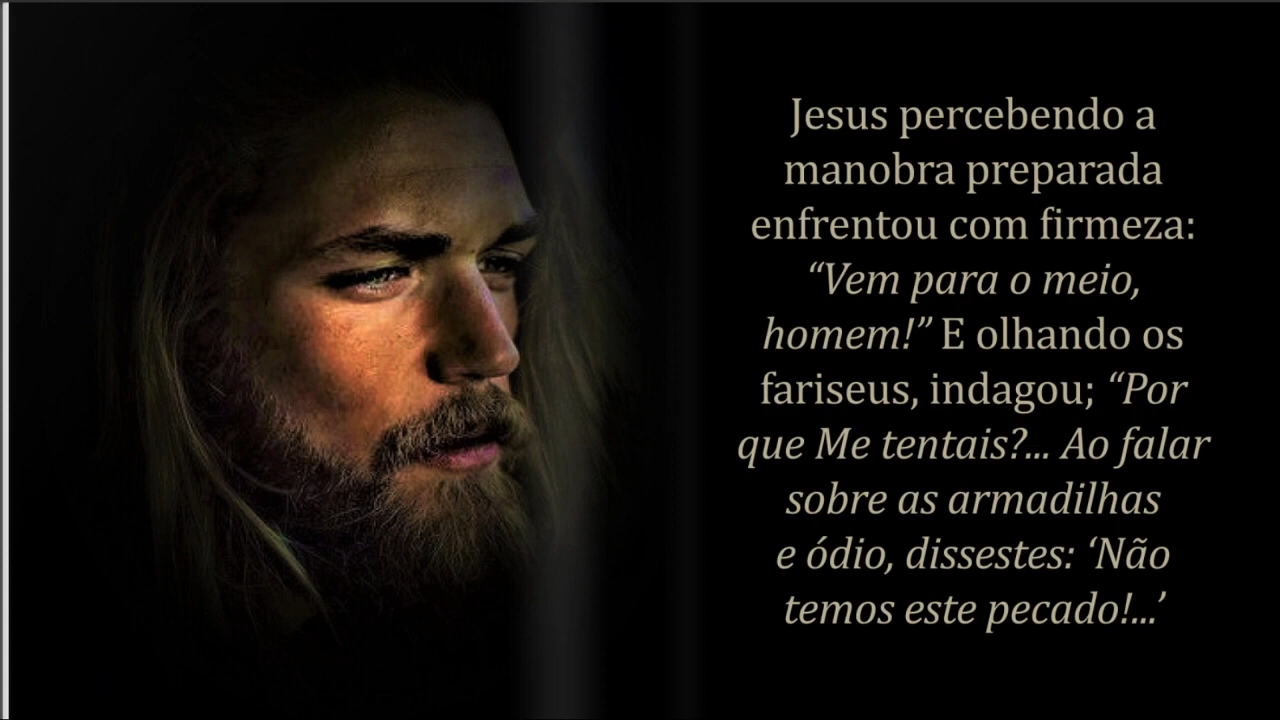 Jesus percebendo a
manobra preparada
enfrentou com firmeza:
“Vem para o meio,
homem!” E olhando os
fariseus, indagou; “Por
que Me tentais?... Ao falar
sobre as armadilhas
e ódio, dissestes: ‘Não
temos este pecado!...’